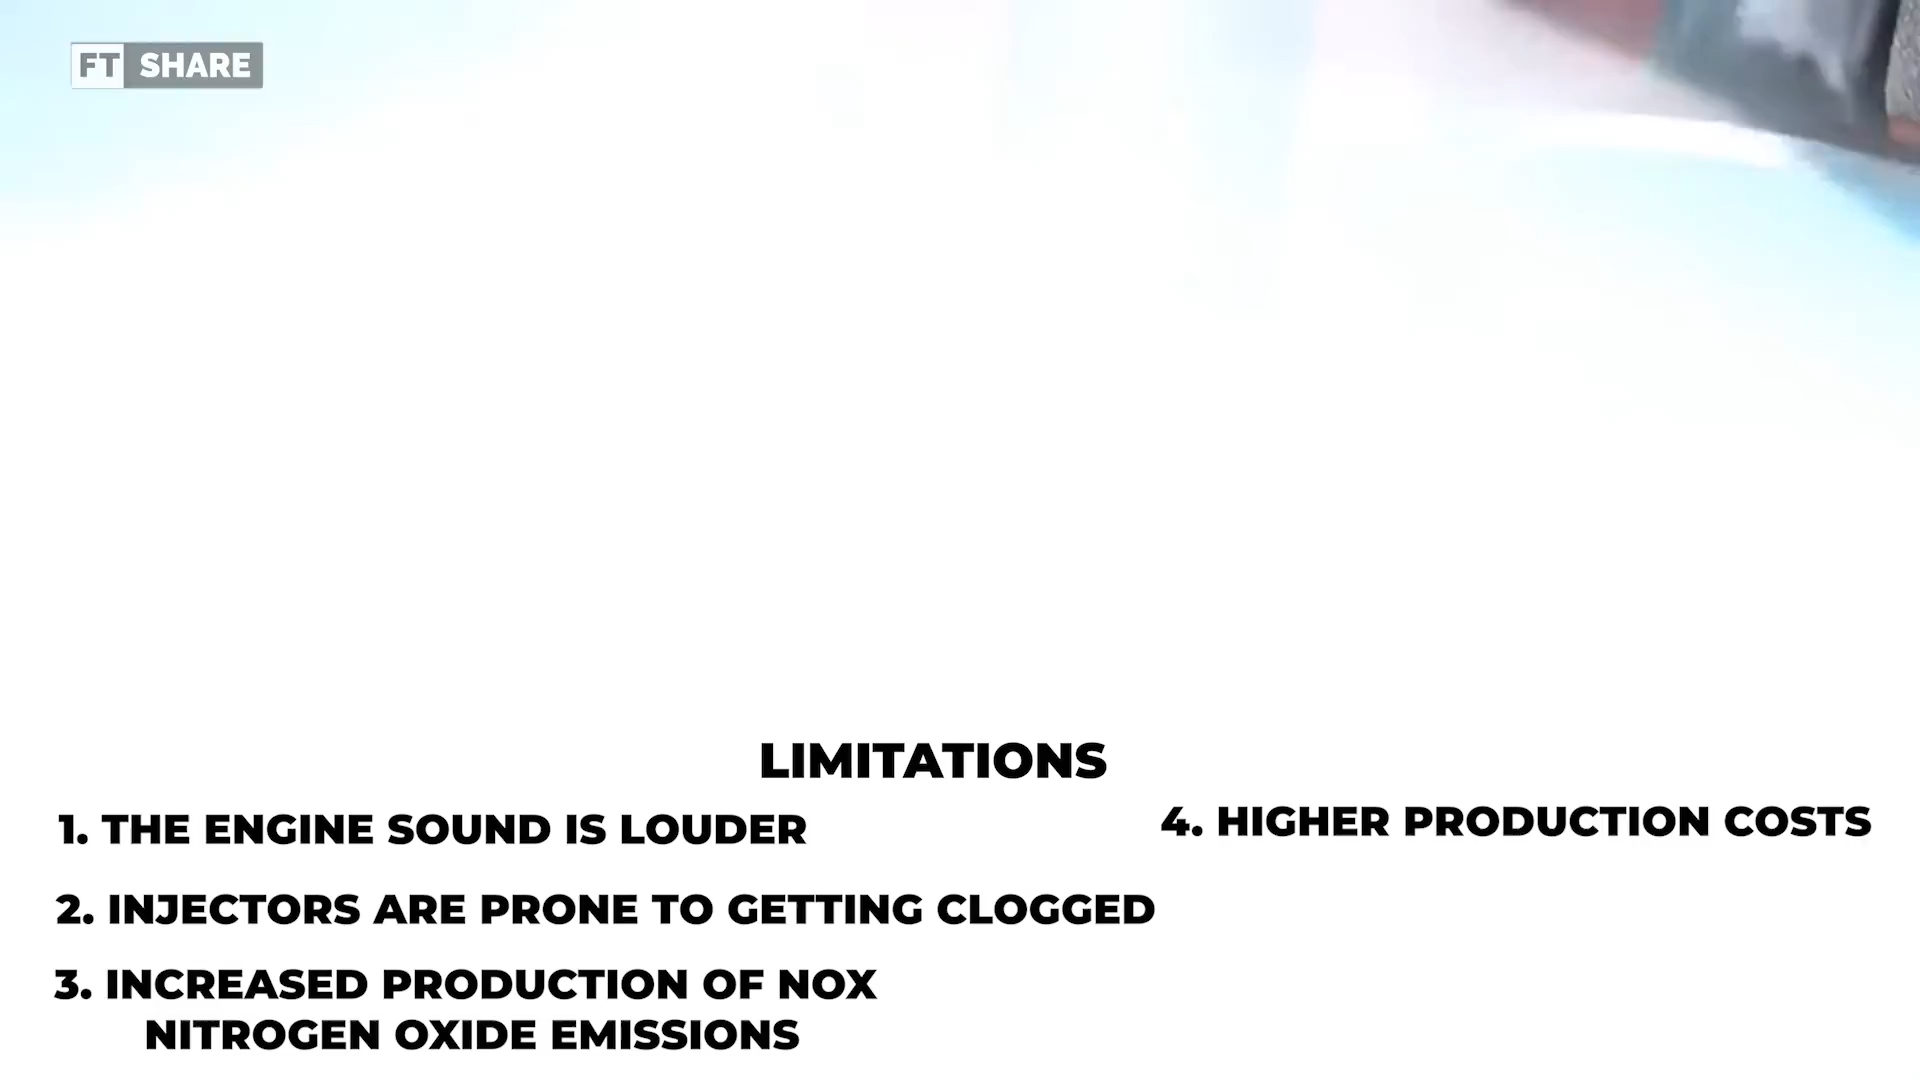 FT SHARE
LIMITATIONS
1. THE ENGINE SOUND IS LOUDER
2. INJECTORS ARE PRONE TO GETTING CLOGGED
3. INCREASED PRODUCTION OF NOX
NITROGEN OXIDE EMISSIONS
4. HIGHER PRODUCTION COSTS